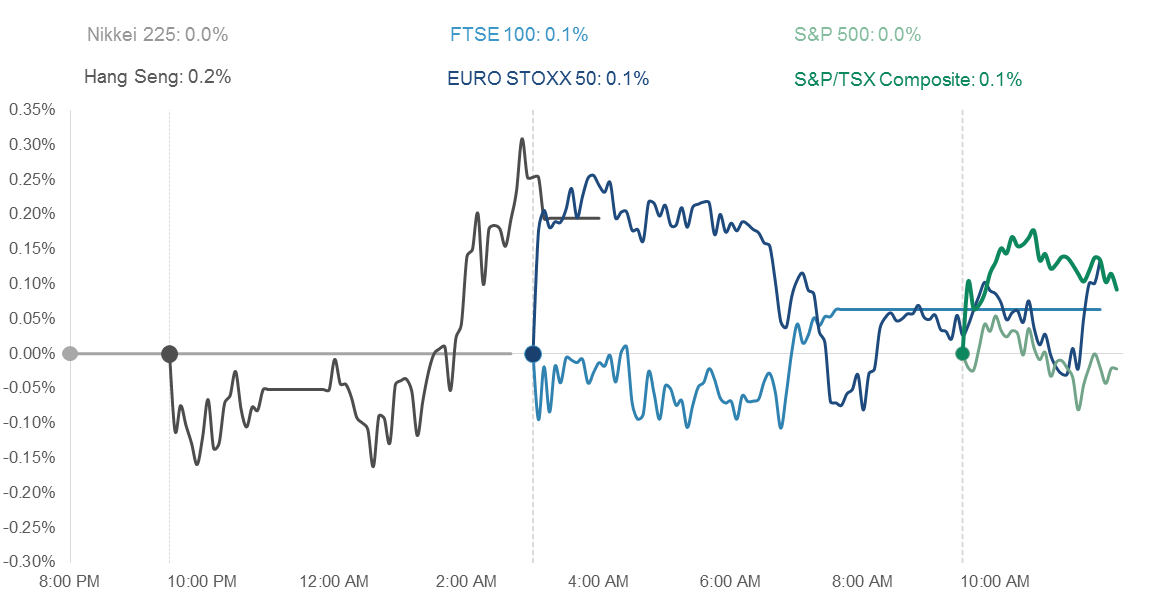 Nikkei 225: 0.0%
FTSE 100: 0.1%
S&P 500: 0.0%
Hang Seng: 0.2%
EURO STOXX 50: 0.1%
S&P/TSX Composite: 0.1%
0.35%
0.30%
0.25%
0.20%
0.15%
0.10%
0.05%
0.00%
-0.05%
-0.10%
-0.15%
-0.20%
-0.25%
-0.30%
8:00 PM
10:00 PM
12:00 AM
2:00 AM
4:00 AM
6:00 AM
8:00 AM
10:00 AM